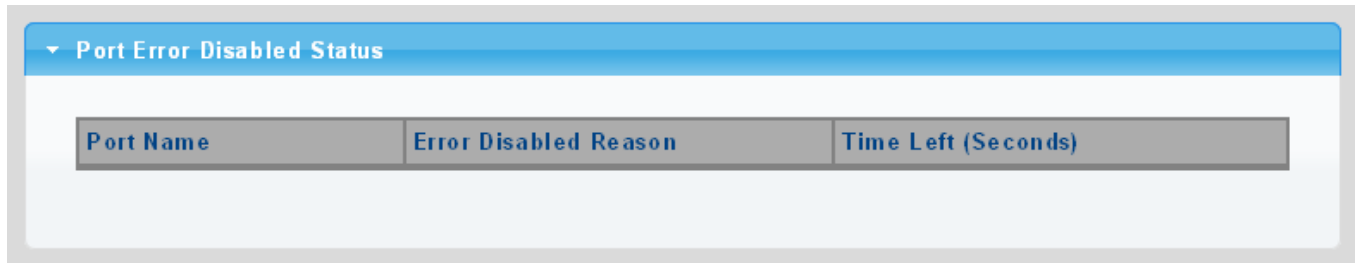 Port Error Disabled Status
Port Name Error Disabled Reason Time Left (Seconds)